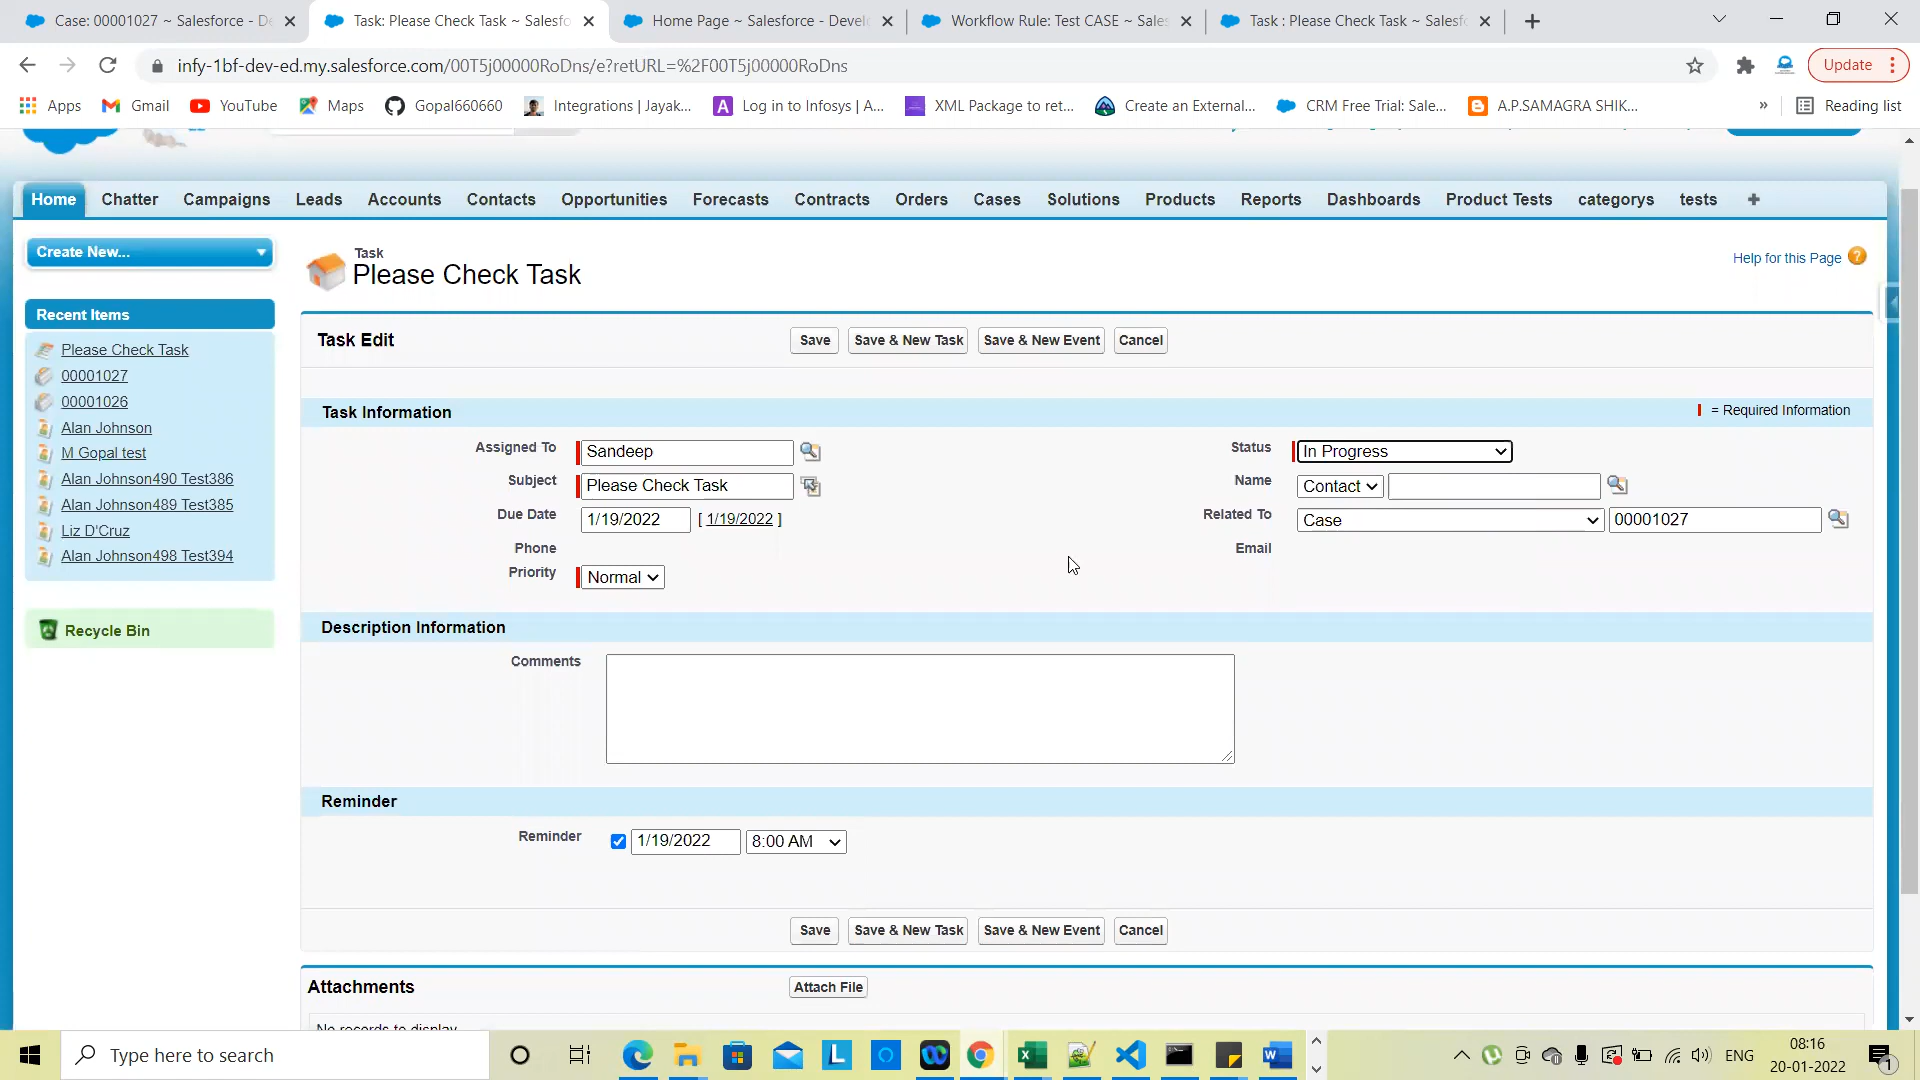 Case: 00001027 ~ Salesforce - De
Task: Please Check Task ~ Salesfo
Home Page ~ Salesforce - Devel
Workflow Rule: Test CASE ~ Sales
Task : Please Check Task ~ Salesf
infy-1bf-dev-ed.my.salesforce.com/00T5j00000RoDns/e?retURL=%2F00T5j00000RoDns
Update
Apps
Gmail
YouTube
Maps
Gopal660660
Integrations | Jayak...
Log in to Infosys | A...
XML Package to ret...
Create an External...
CRM Free Trial: Sale...
A.P.SAMAGRA SHIK...
»
Reading list
Home
Chatter
Campaigns
Leads
Accounts
Contacts
Opportunities
Forecasts
Contracts
Orders
Cases
Solutions
Products
Reports
Dashboards
Product Tests
categorys
tests
Create New...
Recent Items
Please Check Task
00001027
00001026
Alan Johnson
M Gopal test
Alan Johnson490 Test386
Alan Johnson489 Test385
Liz D'Cruz
Alan Johnson498 Test394
Recycle Bin
Task
Please Check Task
Help for this Page
Task Edit
Save
Save & New Task
Save & New Event
Cancel
Task Information
= Required Information
Assigned To
Sandeep
Status
In Progress
Subject
Please Check Task
Name
Contact
Due Date
1/19/2022
[ 1/19/2022 ]
Related To
Case
00001027
Phone
Email
Priority
Normal
Description Information
Comments
Reminder
Reminder
1/19/2022
8:00 AM
Save
Save & New Task
Save & New Event
Cancel
Attachments
Attach File
No records to display
Type here to search
ENG
08:16
20-01-2022
1